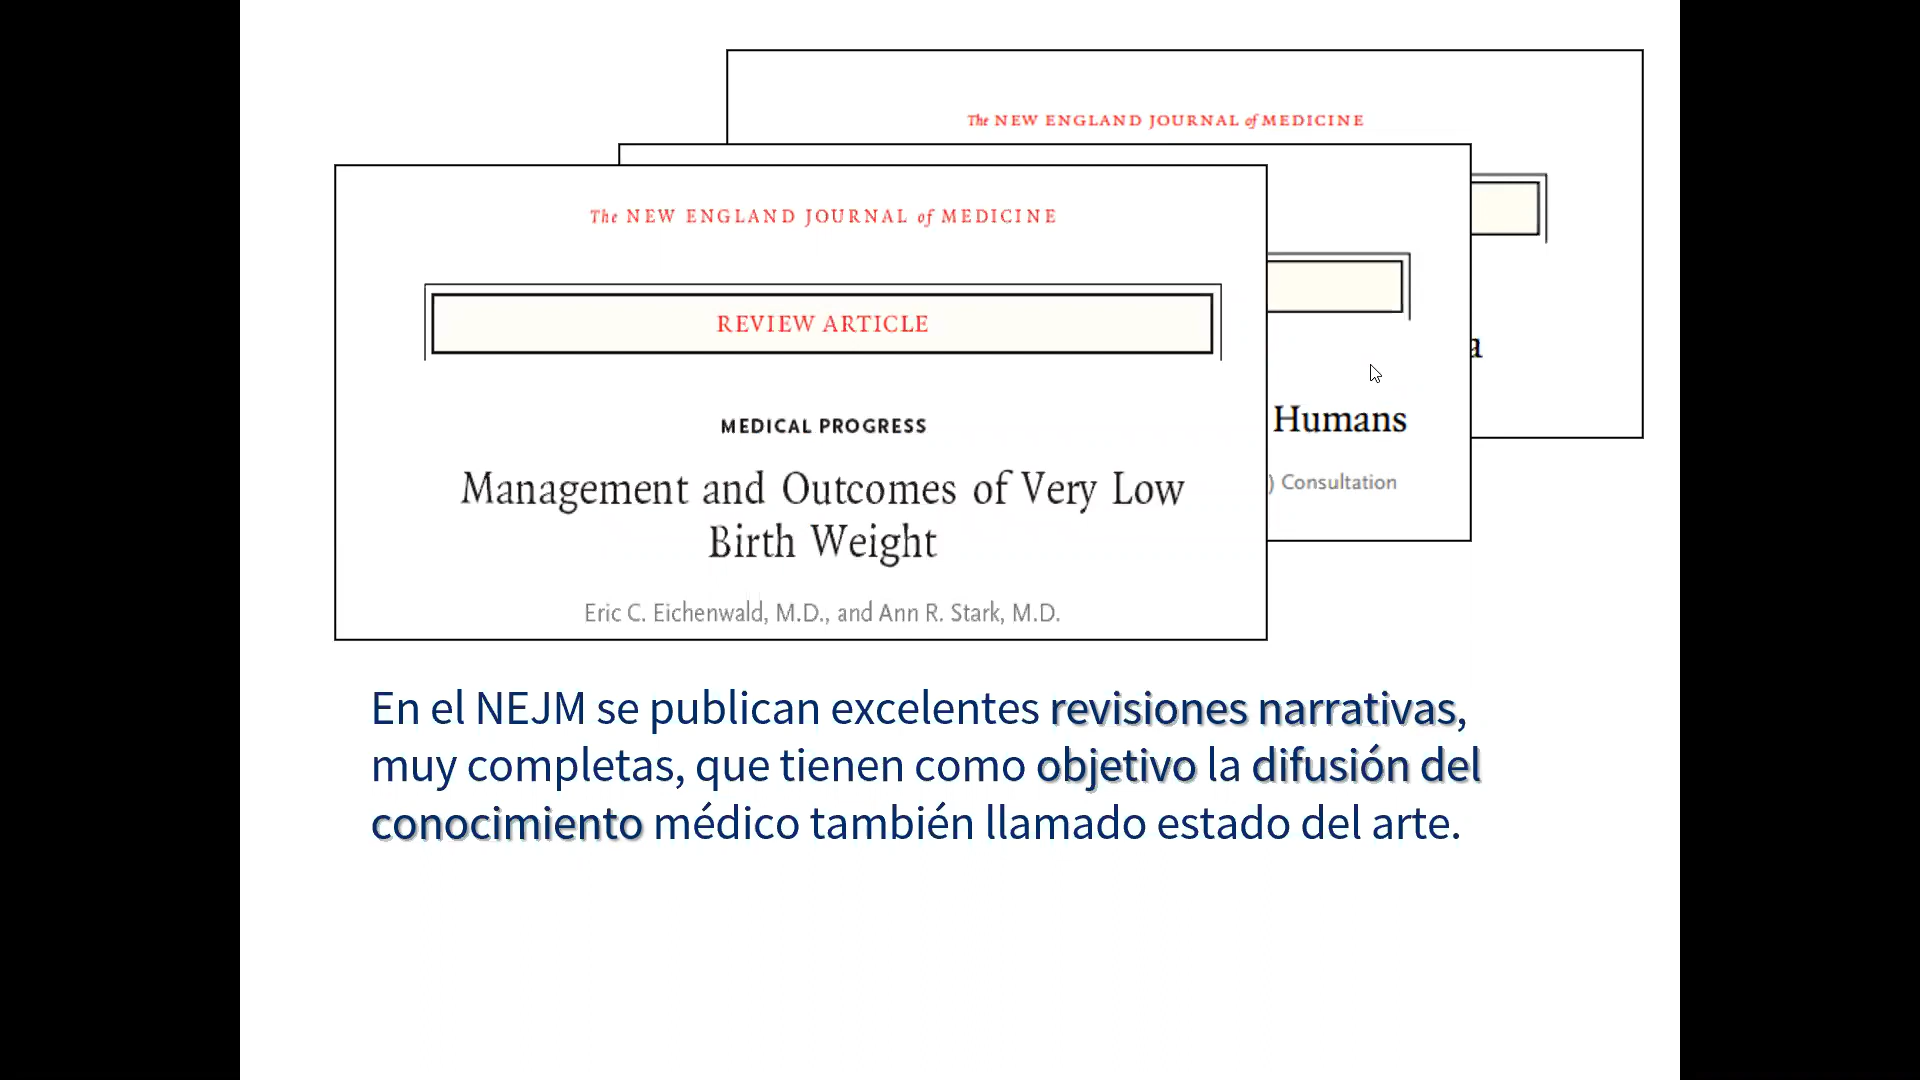 The NEW ENGLAND JOURNAL of MEDICINE
The NEW ENGLAND JOURNAL of MEDICINE
REVIEW ARTICLE
MEDICAL PROGRESS
Management and Outcomes of Very Low
Birth Weight
Eric C. Eichenwald, M.D., and Ann R. Stark, M.D.
Humans
) Consultation
a
En el NEJM se publican excelentes revisiones narrativas,
muy completas, que tienen como objetivo la difusión del
conocimiento médico también llamado estado del arte.